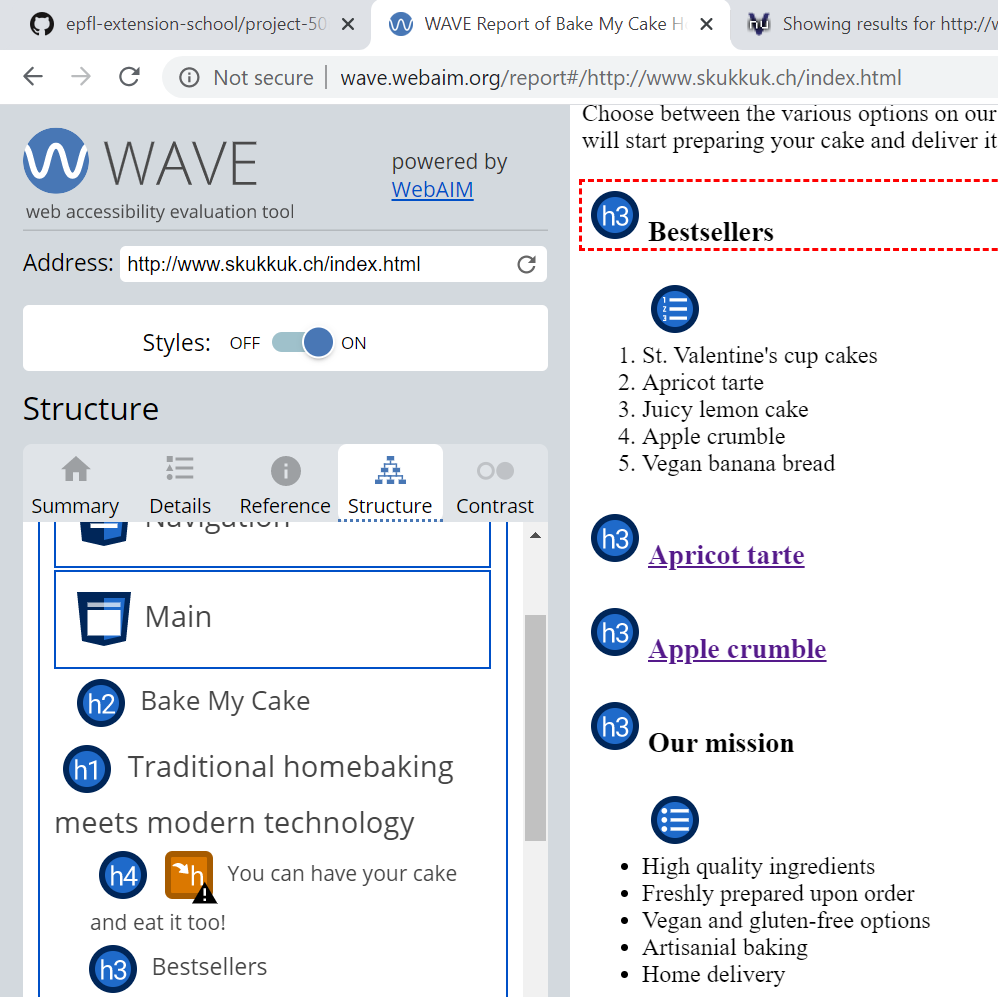 epfl-extension-school/project-50
WAVE Report of Bake My Cake H
Showing results for http://w
Not secure | wave.webaim.org/report#/http://www.skukkuk.ch/index.html
WAVE
web accessibility evaluation tool
powered by
WebAIM
Address: http://www.skukkuk.ch/index.html
Styles: OFF ON
Structure
Summary Details Reference Structure Contrast
Navigation
Main
h2 Bake My Cake
h1 Traditional homebaking
meets modern technology
h4 h You can have your cake
and eat it too!
h3 Bestsellers
Choose between the various options on our
will start preparing your cake and deliver it
h3 Bestsellers
1. St. Valentine's cup cakes
2. Apricot tarte
3. Juicy lemon cake
4. Apple crumble
5. Vegan banana bread
h3 Apricot tarte
h3 Apple crumble
h3 Our mission
• High quality ingredients
• Freshly prepared upon order
• Vegan and gluten-free options
• Artisanial baking
• Home delivery